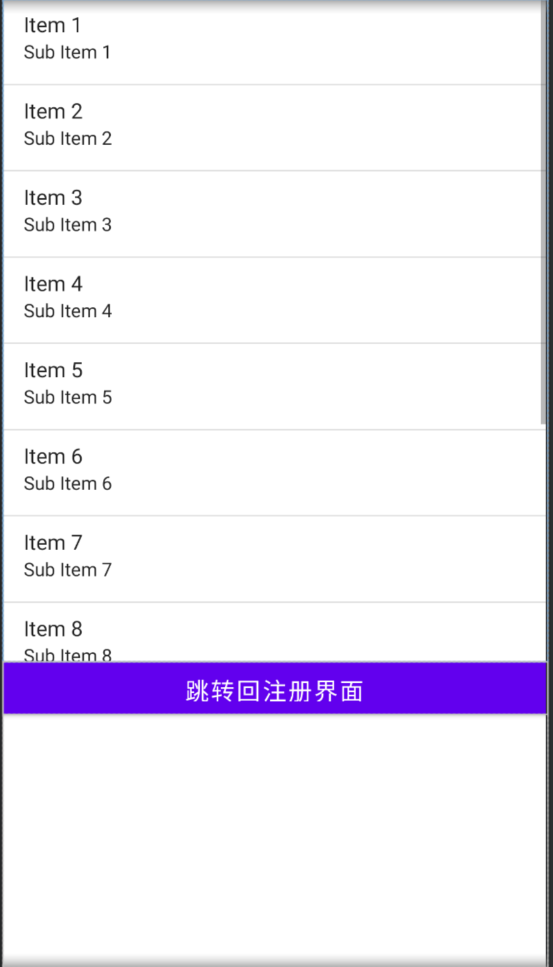 Item 1
Sub Item 1
Item 2
Sub Item 2
Item 3
Sub Item 3
Item 4
Sub Item 4
Item 5
Sub Item 5
Item 6
Sub Item 6
Item 7
Sub Item 7
Item 8
Sub Item 8
跳转回注册界面